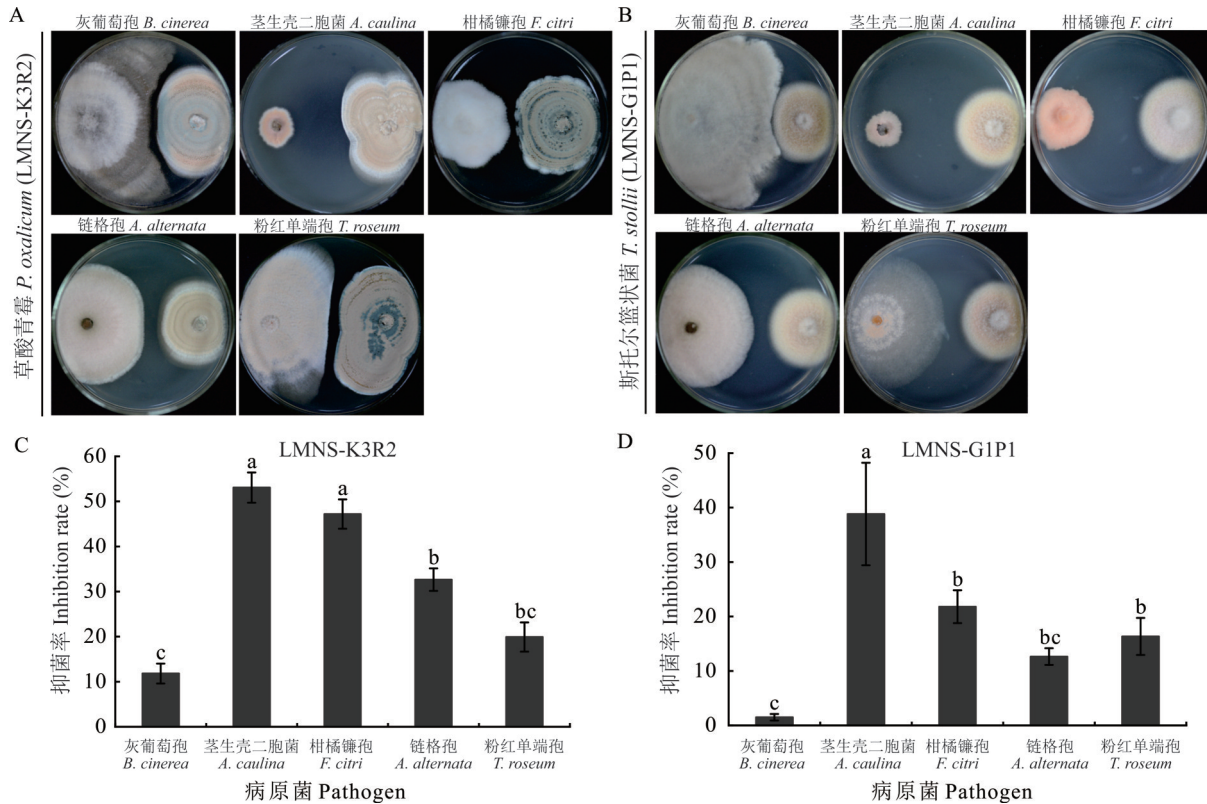 A
灰葡萄孢 B. cinerea
茎生壳二胞菌 A. caulina
柑橘镰孢 F. citri
草酸青霉 P. oxalicum (LMNS-K3R2)
链格孢 A. alternata
粉红单端孢 T. roseum
B
灰葡萄孢 B. cinerea
茎生壳二胞菌 A. caulina
柑橘镰孢 F. citri
斯托尔篮状菌 T. stollii (LMNS-G1P1)
链格孢 A. alternata
粉红单端孢 T. roseum
C
LMNS-K3R2
抑菌率 Inhibition rate (%)
60
50
40
30
20
10
0
c
a
a
b
bc
灰葡萄孢
B. cinerea
茎生壳二胞菌
A. caulina
柑橘镰孢
F. citri
链格孢
A. alternata
粉红单端孢
T. roseum
病原菌 Pathogen
D
LMNS-G1P1
抑菌率 Inhibition rate (%)
50
40
30
20
10
0
c
a
b
bc
b
灰葡萄孢
B. cinerea
茎生壳二胞菌
A. caulina
柑橘镰孢
F. citri
链格孢
A. alternata
粉红单端孢
T. roseum
病原菌 Pathogen